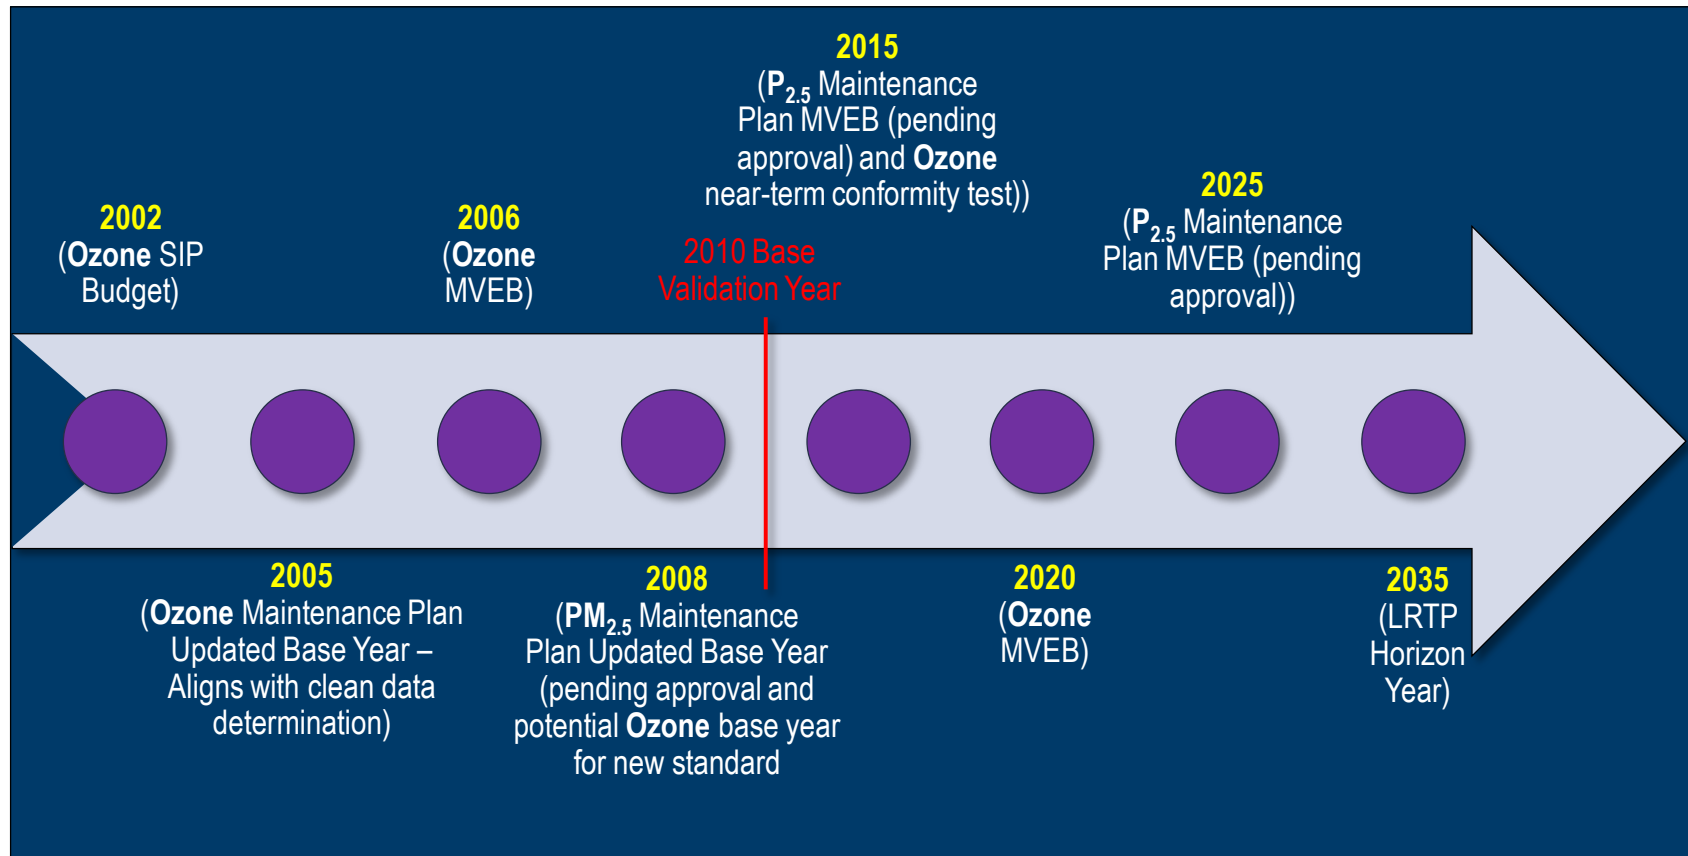 2015
(P2.5 Maintenance
Plan MVEB (pending
approval) and Ozone
near-term conformity test))
2002
(Ozone SIP
Budget)
2006
(Ozone
MVEB)
2010 Base
Validation Year
2025
(P2.5 Maintenance
Plan MVEB (pending
approval))
2005
(Ozone Maintenance Plan
Updated Base Year –
Aligns with clean data
determination)
2008
(PM2.5 Maintenance
Plan Updated Base Year
(pending approval and
potential Ozone base year
for new standard
2020
(Ozone
MVEB)
2035
(LRTP
Horizon
Year)